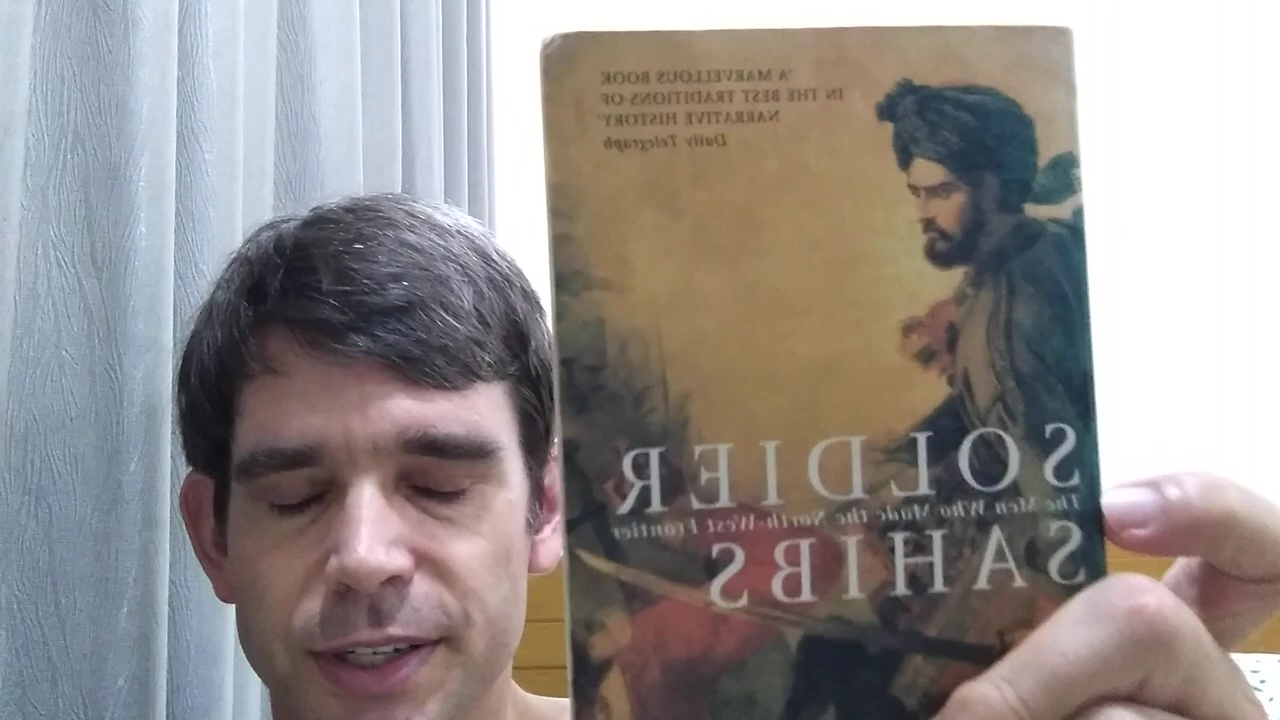 'A MARVELLOUS BOOK
IN THE BEST TRADITIONS OF
NARRATIVE HISTORY'
Daily Telegraph
SOLDIER
The Men Who Made the North-West Frontier
SAHIBS